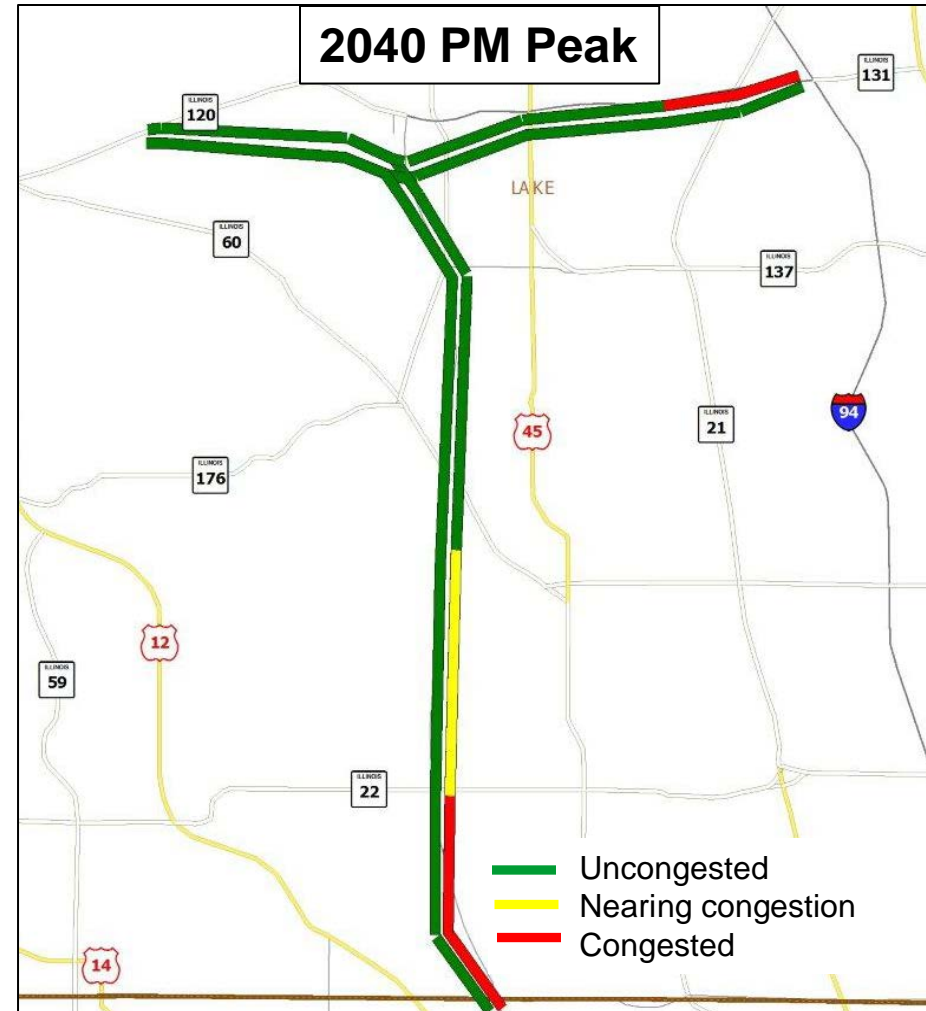 2040 PM Peak
ILLINOIS
131
ILLINOIS
120
LAKE
ILLINOIS
60
ILLINOIS
137
94
ILLINOIS
21
45
ILLINOIS
176
12
ILLINOIS
59
ILLINOIS
22
Uncongested
Nearing congestion
Congested
14